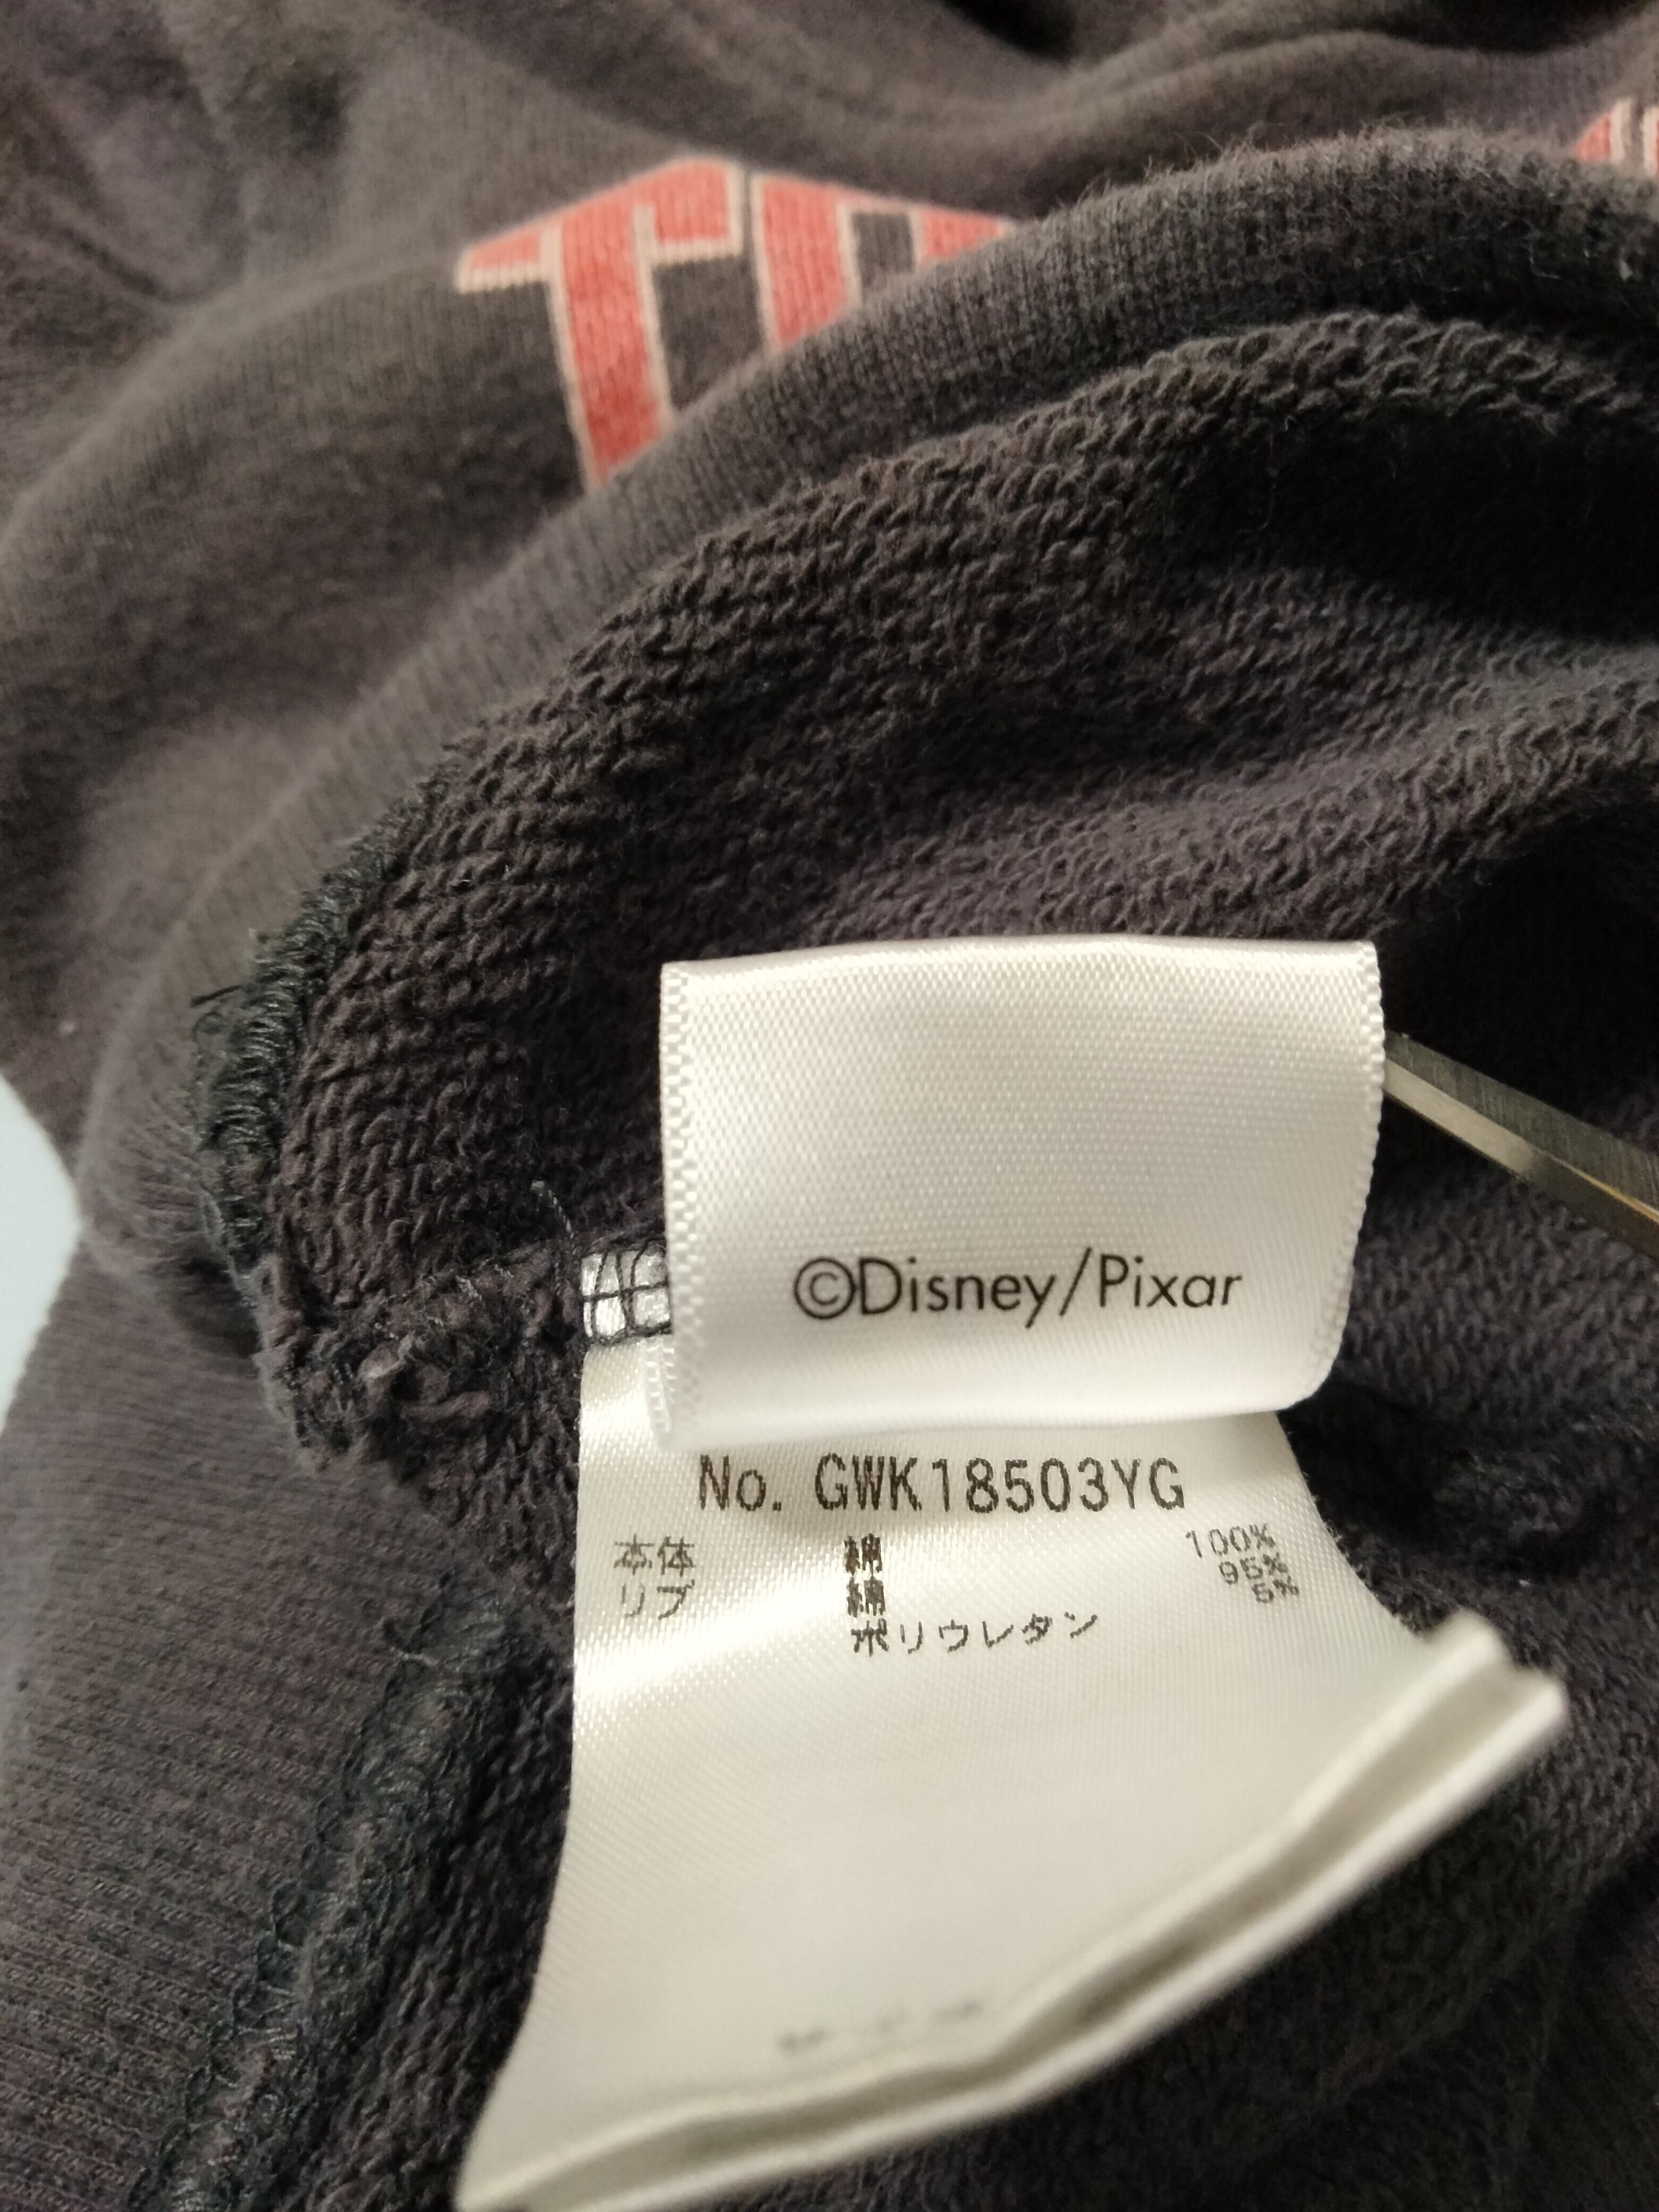 ©Disney/Pixar
No. GWK18503YG
本体 綿 100%
リブ 綿 95%
ポリウレタン 5%